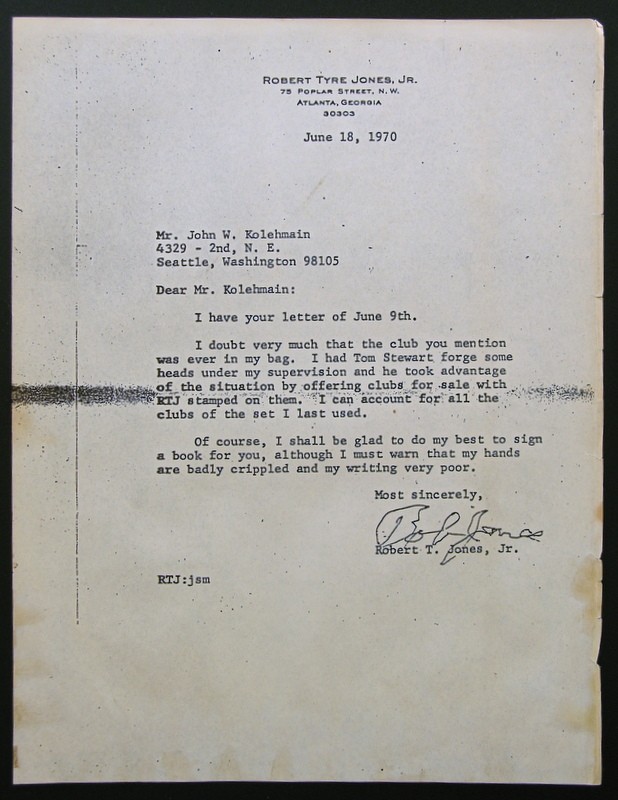 ROBERT TYRE JONES, JR.
75 POPLAR STREET, N.W.
ATLANTA, GEORGIA
30303
June 18, 1970
Mr. John W. Kolehmain
4329 - 2nd, N. E.
Seattle, Washington 98105
Dear Mr. Kolehmain:
I have your letter of June 9th.
I doubt very much that the club you mention
was ever in my bag. I had Tom Stewart forge some
heads under my supervision and he took advantage
of the situation by offering clubs for sale with
RTJ stamped on them. I can account for all the
clubs of the set I last used.
Of course, I shall be glad to do my best to sign
a book for you, although I must warn that my hands
are badly crippled and my writing very poor.
Most sincerely,
Bob Jones
Robert T. Jones, Jr.
RTJ:jsm